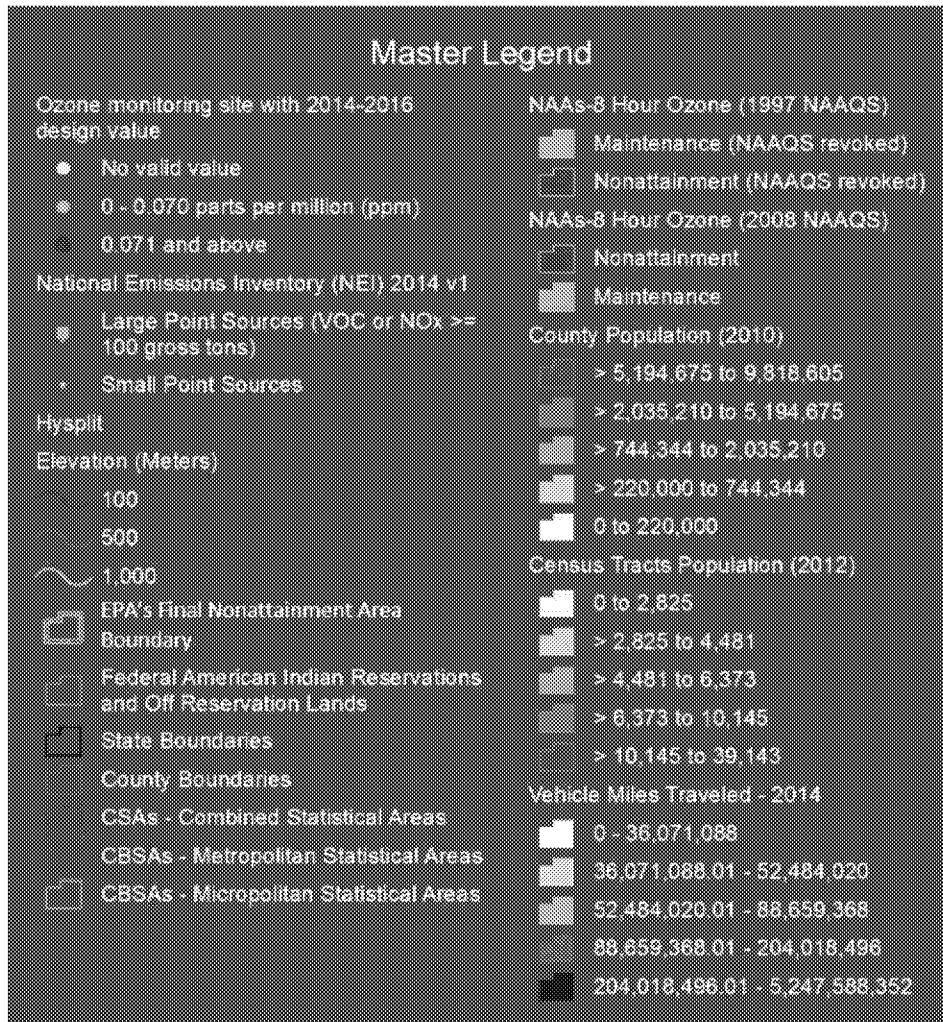 Master Legend
Ozone monitoring site with 2014-2016
design value
No valid value
0 - 0.070 parts per million (ppm)
0.071 and above
National Emissions Inventory (NEI) 2014 v1
Large Point Sources (VOC or NOx >=
100 gross tons)
Small Point Sources
Hysplit
Elevation (Meters)
100
500
1,000
EPA's Final Nonattainment Area
Boundary
Federal American Indian Reservations
and Off Reservation Lands
State Boundaries
County Boundaries
CSAs - Combined Statistical Areas
CBSAs - Metropolitan Statistical Areas
CBSAs - Micropolitan Statistical Areas
NAAs-8 Hour Ozone (1997 NAAQS)
Maintenance (NAAQS revoked)
Nonattainment (NAAQS revoked)
NAAs-8 Hour Ozone (2008 NAAQS)
Nonattainment
Maintenance
County Population (2010)
> 5,194,675 to 9,818,605
> 2,035,210 to 5,194,675
> 744,344 to 2,035,210
> 220,000 to 744,344
0 to 220,000
Census Tracts Population (2012)
0 to 2,825
> 2,825 to 4,481
> 4,481 to 6,373
> 6,373 to 10,145
> 10,145 to 39,143
Vehicle Miles Traveled - 2014
0 - 36,071,088
36,071,088.01 - 52,484,020
52,484,020.01 - 88,659,368
88,659,368.01 - 204,018,496
204,018,496.01 - 5,247,588,352